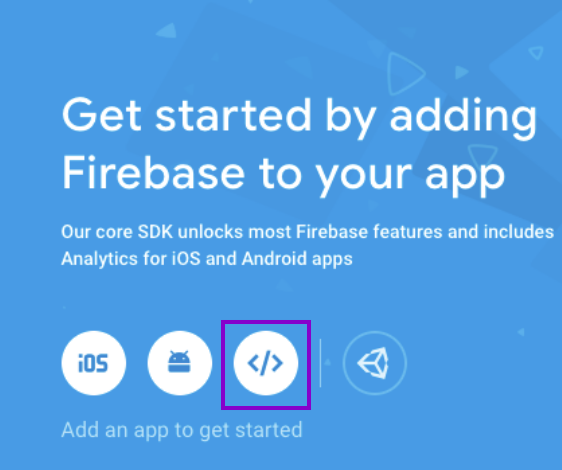 Get started by adding
Firebase to your app
Our core SDK unlocks most Firebase features and includes
Analytics for iOS and Android apps
iOS </>
Add an app to get started